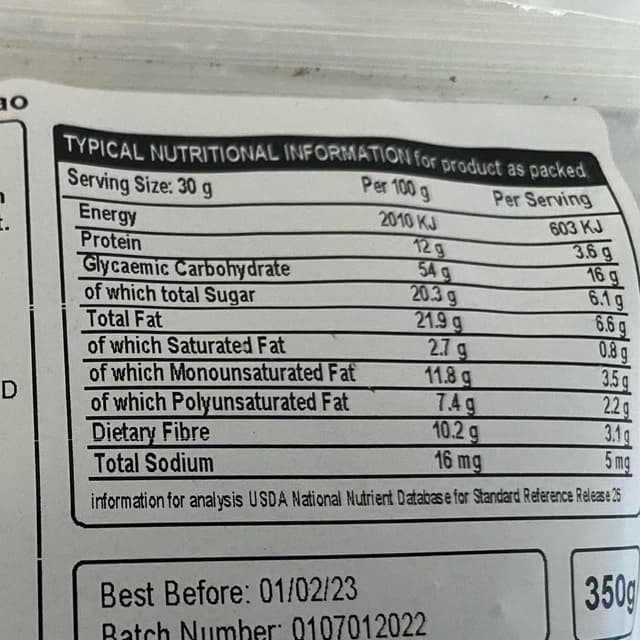 TYPICAL NUTRITIONAL INFORMATION for product as packed
Serving Size: 30 g Per 100 g Per Serving
Energy 2010 KJ 603 KJ
Protein 12 g 3.6 g
Glycaemic Carbohydrate 54 g 16 g
of which total Sugar 20.3 g 6.1 g
Total Fat 21.9 g 6.6 g
of which Saturated Fat 2.7 g 0.8 g
of which Monounsaturated Fat 11.8 g 3.5 g
of which Polyunsaturated Fat 7.4 g 2.2 g
Dietary Fibre 10.2 g 3.1 g
Total Sodium 16 mg 5 mg
information for analysis USDA National Nutrient Database for Standard Reference Release 25
Best Before: 01/02/23
350g
Batch Number: 0107012022